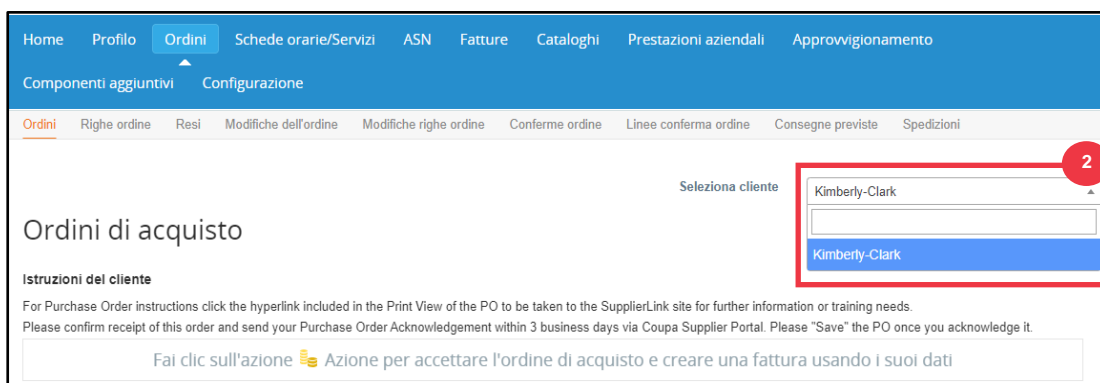 Home Profilo Ordini Schede orarie/Servizi ASN Fatture Cataloghi Prestazioni aziendali Approvvigionamento
Componenti aggiuntivi Configurazione
Ordini Righe ordine Resi Modifiche dell'ordine Modifiche righe ordine Conferme ordine Linee conferma ordine Consegne previste Spedizioni
2
Seleziona cliente Kimberly-Clark
Kimberly-Clark
Ordini di acquisto
Istruzioni del cliente
For Purchase Order instructions click the hyperlink included in the Print View of the PO to be taken to the SupplierLink site for further information or training needs.
Please confirm receipt of this order and send your Purchase Order Acknowledgement within 3 business days via Coupa Supplier Portal. Please "Save" the PO once you acknowledge it.
Fai clic sull'azione Azione per accettare l'ordine di acquisto e creare una fattura usando i suoi dati